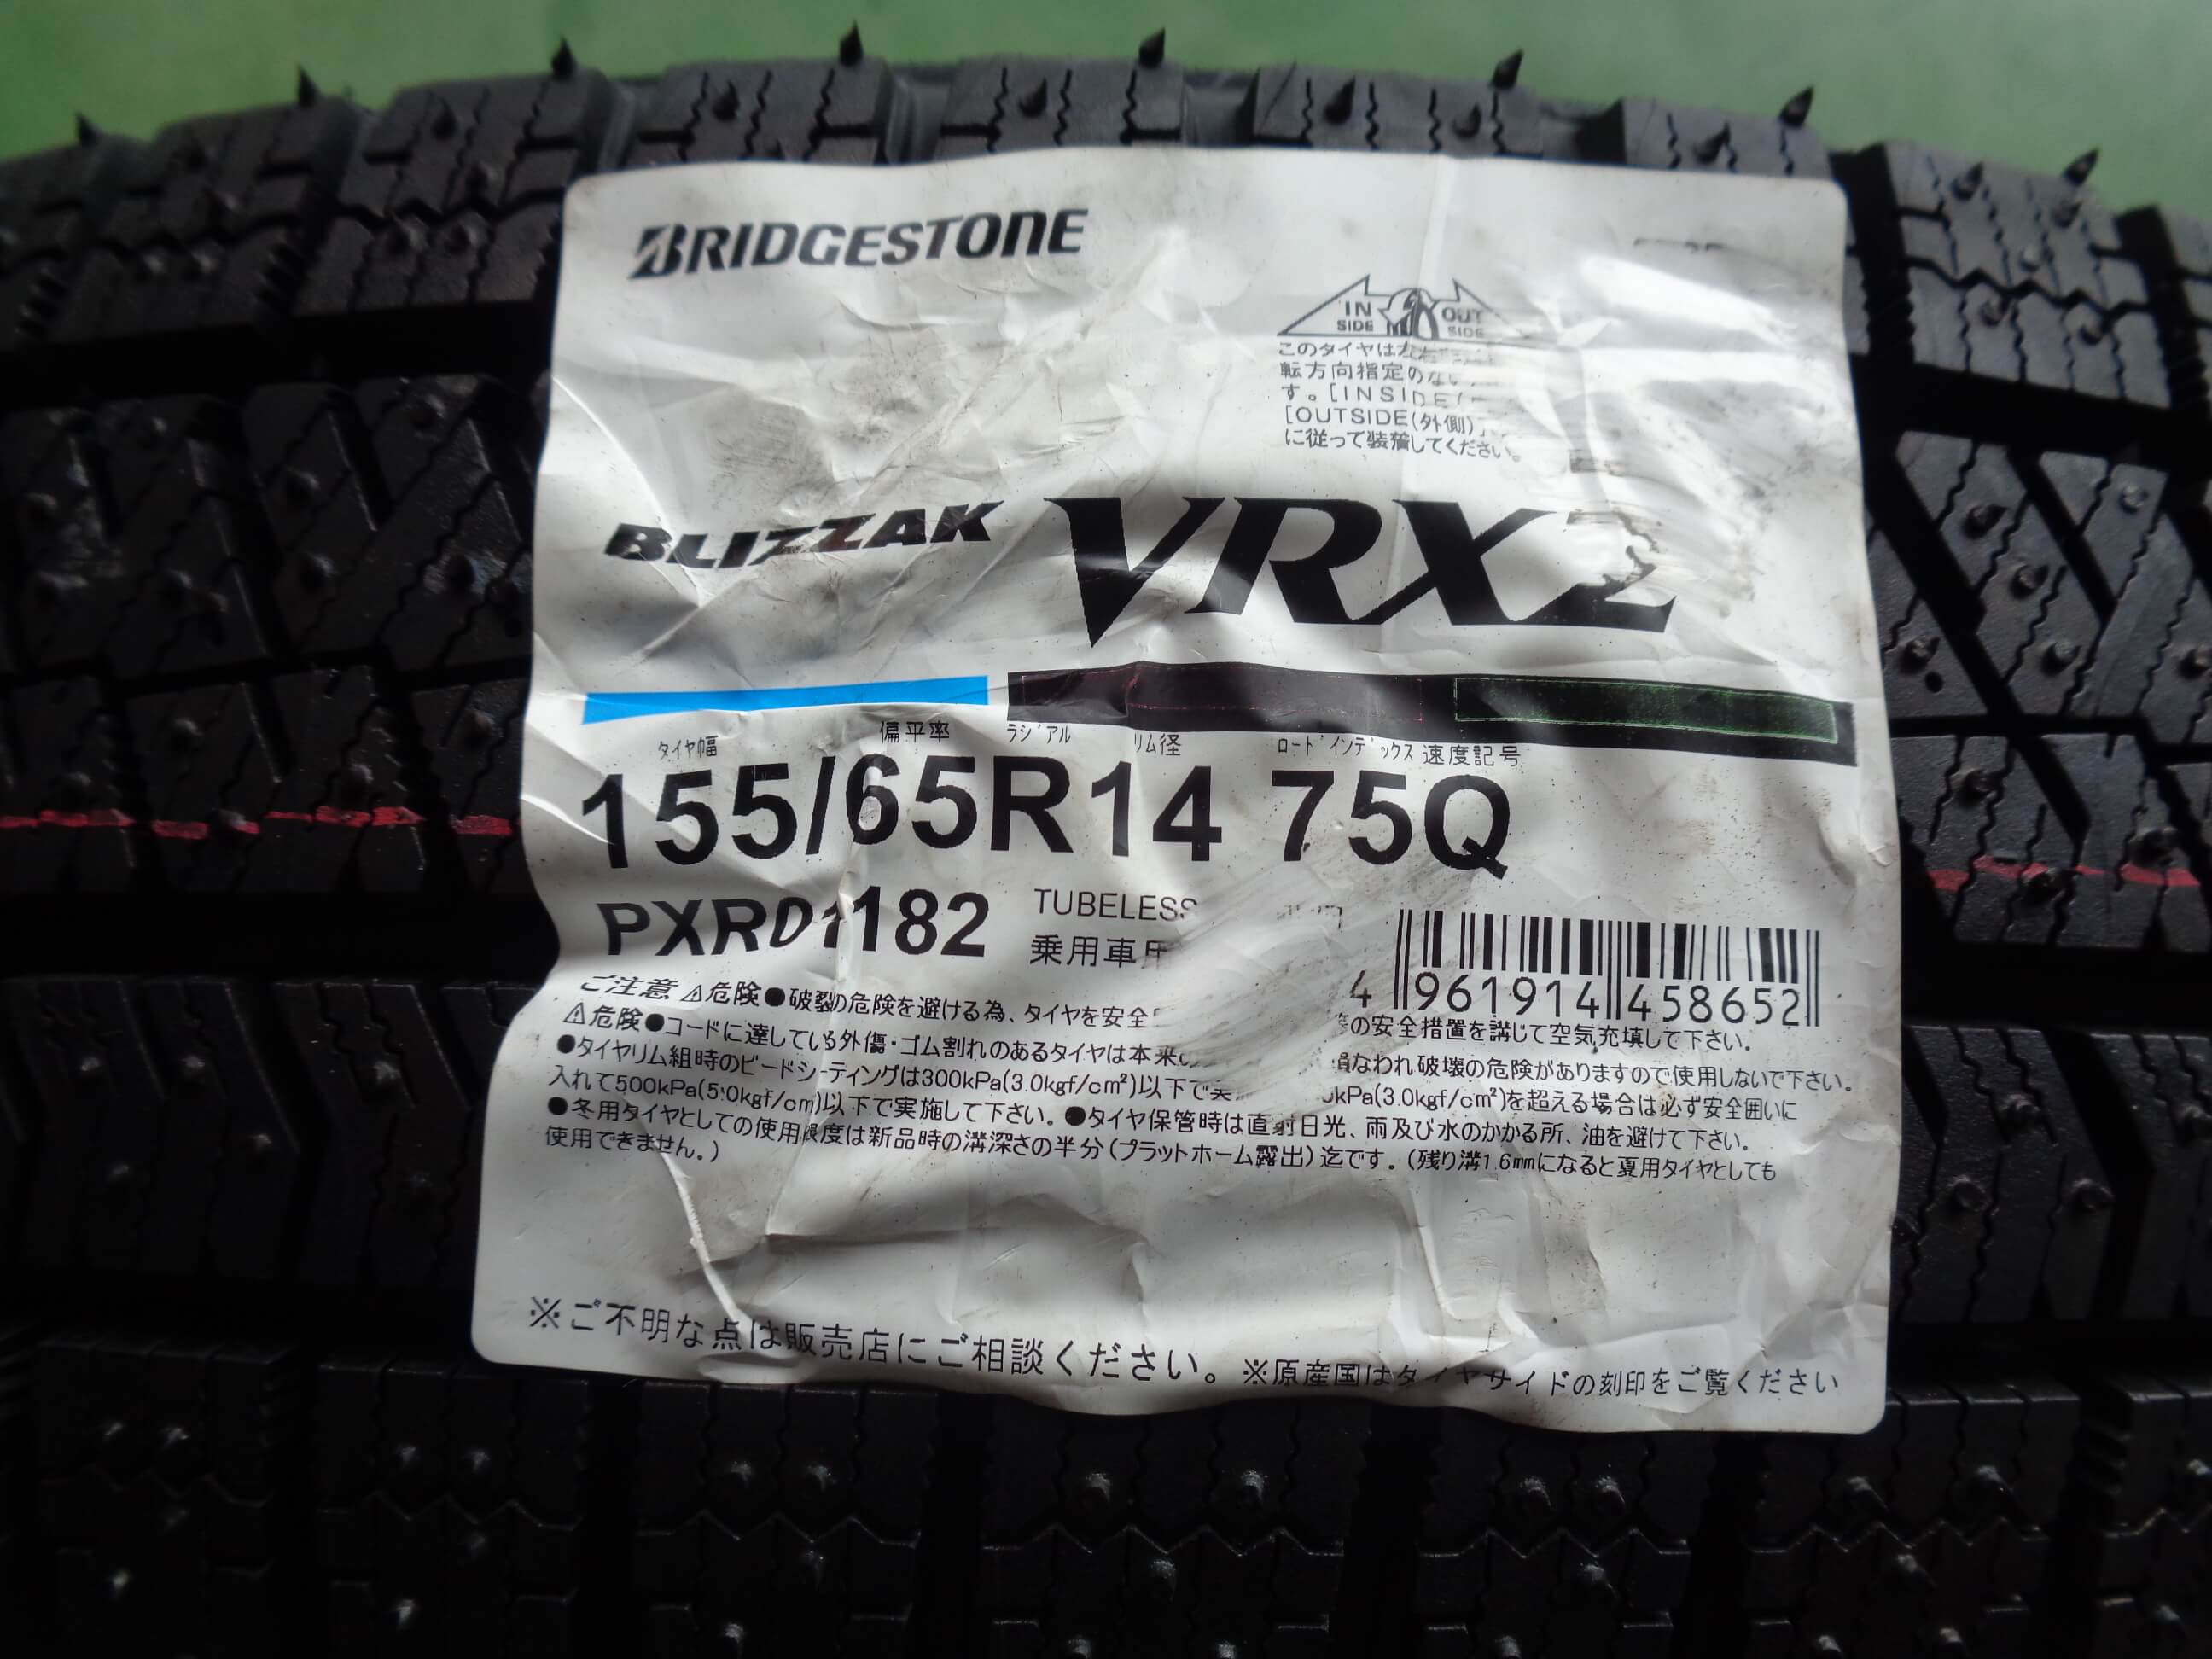 BRIDGESTONE
IN OUT
SIDE SIDE
このタイヤは左右
転方向指定のない
す。[INSIDE(
[OUTSIDE(外側)
に従って装着してください。
BLIZZAK VRX2
タイヤ幅 偏平率 ラジアル リム径 ロードインデックス 速度記号
155/65R14 75Q
PXR01182 TUBELESS
乗用車用
4 961914 458652
ご注意 ⚠危険●破裂の危険を避ける為、タイヤを安全 の安全措置を講じて空気充填して下さい。
⚠危険●コードに達している外傷・ゴム割れのあるタイヤは本来の 損なわれ破壊の危険がありますので使用しないで下さい。
●タイヤリム組時のビードシーティングは300kPa(3.0kgf/cm²)以下で実 kPa(3.0kgf/cm²)を超える場合は必ず安全囲いに
入れて500kPa(5.0kgf/cm²)以下で実施して下さい。●タイヤ保管時は直射日光、雨及び水のかかる所、油を避けて下さい。
●冬用タイヤとしての使用限度は新品時の溝深さの半分(プラットホーム露出)迄です。(残り溝1.6mmになると夏用タイヤとしても
使用できません。)
※ご不明な点は販売店にご相談ください。※原産国はタイヤサイドの刻印をご覧ください